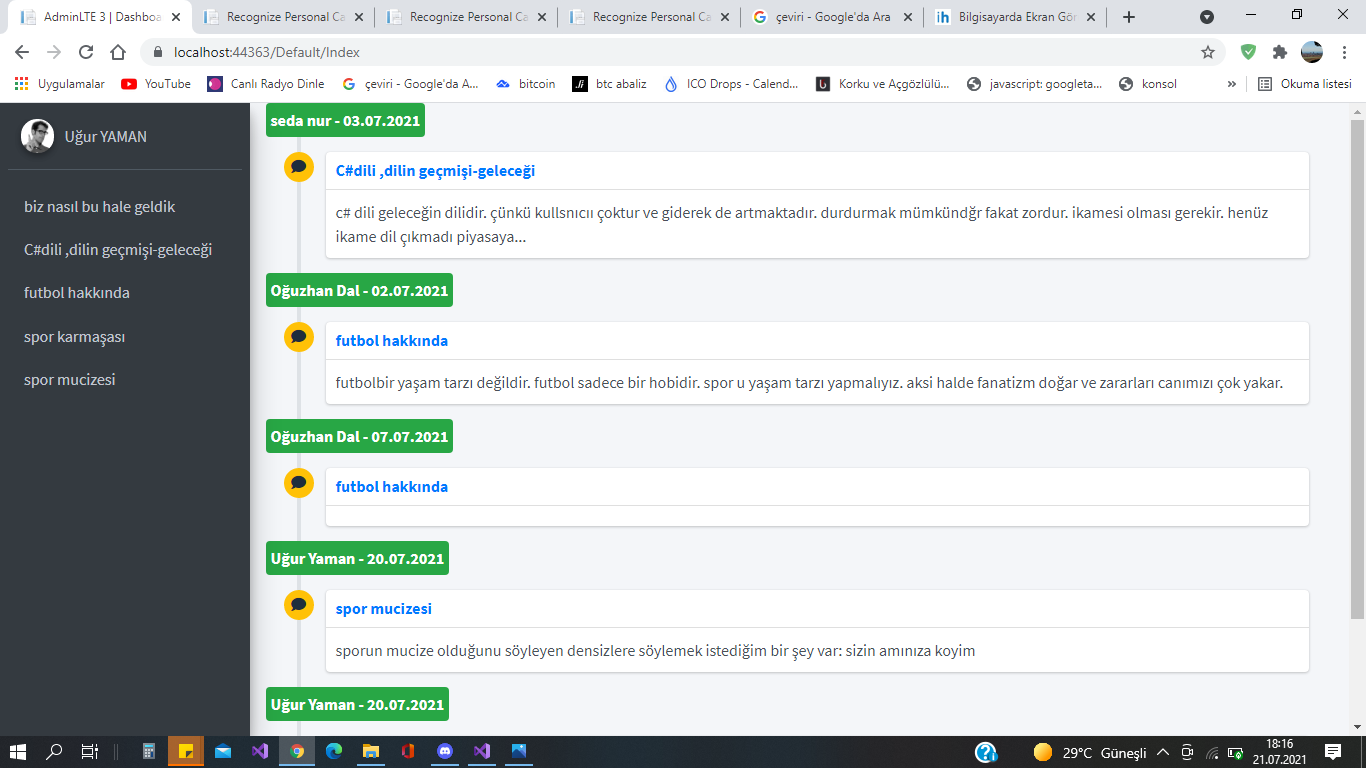 AdminLTE 3 | Dashboa
Recognize Personal Ca
Recognize Personal Ca
Recognize Personal Ca
çeviri - Google'da Ara
Bilgisayarda Ekran Gör
localhost:44363/Default/Index
Uygulamalar
YouTube
Canlı Radyo Dinle
çeviri - Google'da A...
bitcoin
btc abaliz
ICO Drops - Calend...
Korku ve Açgözlülü...
javascript: googleta...
konsol
»
Okuma listesi
Uğur YAMAN
biz nasıl bu hale geldik
C#dili ,dilin geçmişi-geleceği
futbol hakkında
spor karmaşası
spor mucizesi
seda nur - 03.07.2021
C#dili ,dilin geçmişi-geleceği
c# dili geleceğin dilidir. çünkü kullsnıcıı çoktur ve giderek de artmaktadır. durdurmak mümkündğr fakat zordur. ikamesi olması gerekir. henüz
ikame dil çıkmadı piyasaya...
Oğuzhan Dal - 02.07.2021
futbol hakkında
futbolbir yaşam tarzı değildir. futbol sadece bir hobidir. spor u yaşam tarzı yapmalıyız. aksi halde fanatizm doğar ve zararları canımızı çok yakar.
Oğuzhan Dal - 07.07.2021
futbol hakkında
Uğur Yaman - 20.07.2021
spor mucizesi
sporun mucize olduğunu söyleyen densizlere söylemek istediğim bir şey var: sizin amınıza koyim
Uğur Yaman - 20.07.2021
29°C Güneşli
18:16
21.07.2021